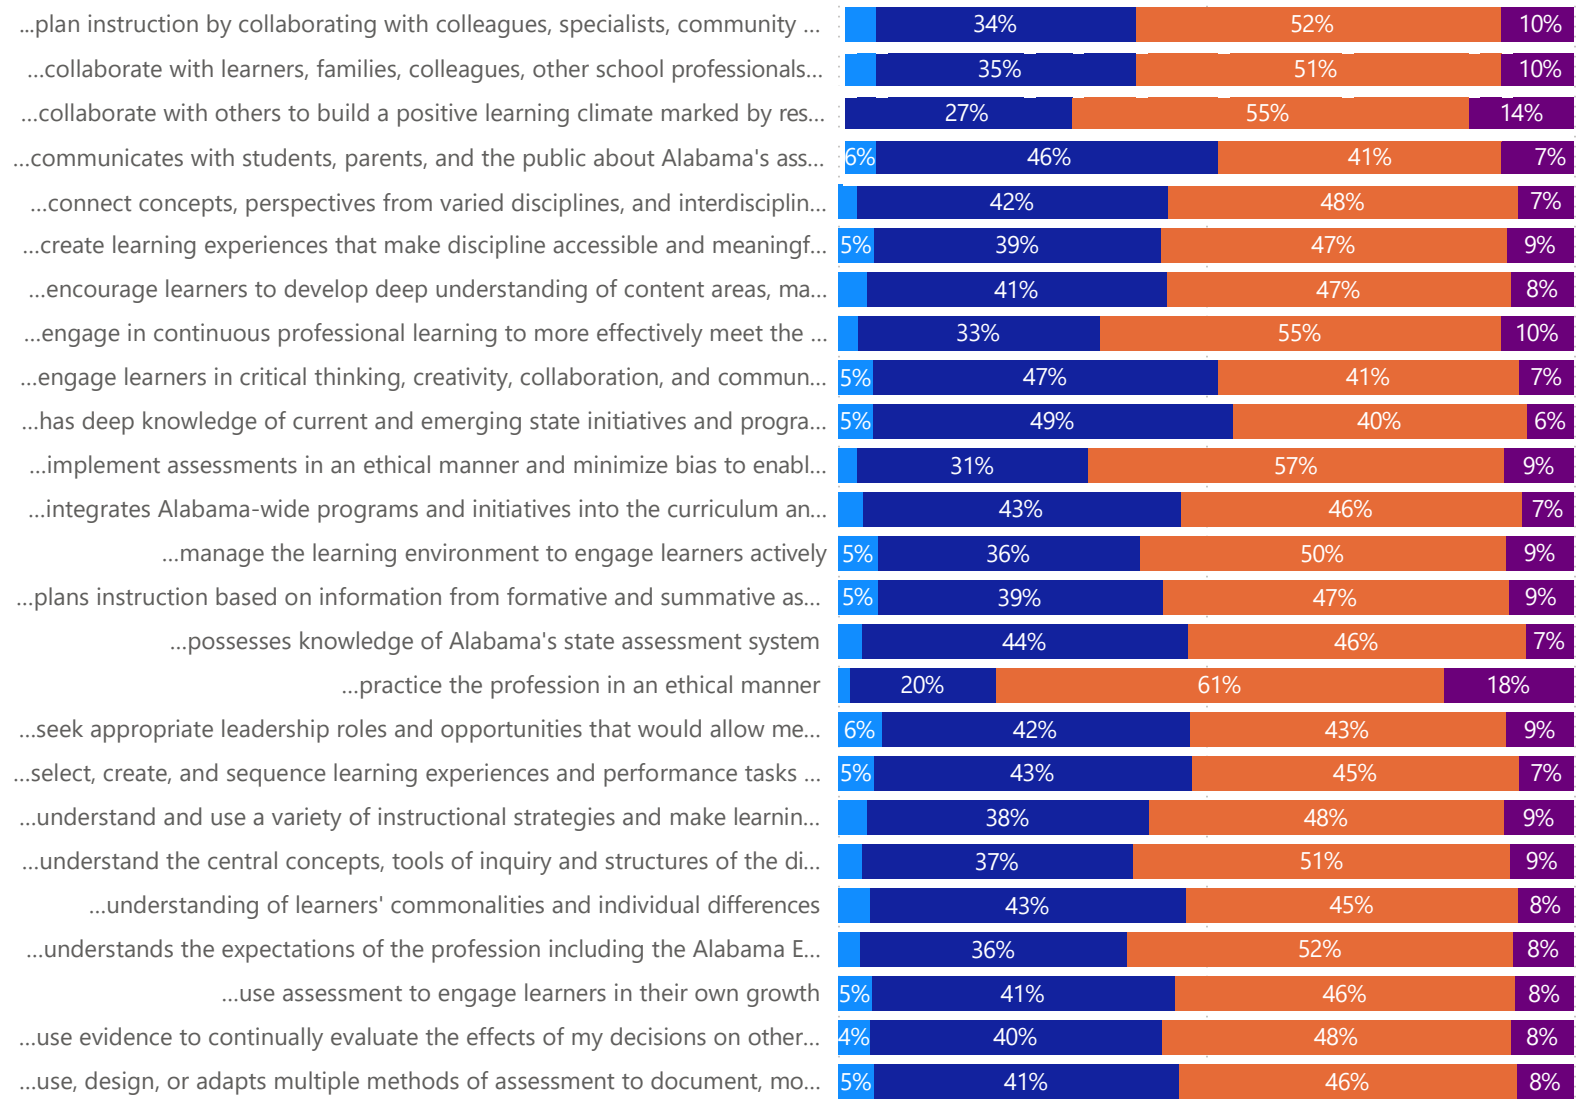 ...plan instruction by collaborating with colleagues, specialists, community ... 34% 52% 10%
...collaborate with learners, families, colleagues, other school professionals... 35% 51% 10%
...collaborate with others to build a positive learning climate marked by res... 27% 55% 14%
...communicates with students, parents, and the public about Alabama's ass... 6% 46% 41% 7%
...connect concepts, perspectives from varied disciplines, and interdisciplin... 42% 48% 7%
...create learning experiences that make discipline accessible and meaningf... 5% 39% 47% 9%
...encourage learners to develop deep understanding of content areas, ma... 41% 47% 8%
...engage in continuous professional learning to more effectively meet the ... 33% 55% 10%
...engage learners in critical thinking, creativity, collaboration, and commun... 5% 47% 41% 7%
...has deep knowledge of current and emerging state initiatives and progra... 5% 49% 40% 6%
...implement assessments in an ethical manner and minimize bias to enabl... 31% 57% 9%
...integrates Alabama-wide programs and initiatives into the curriculum an... 43% 46% 7%
...manage the learning environment to engage learners actively 5% 36% 50% 9%
...plans instruction based on information from formative and summative as... 5% 39% 47% 9%
...possesses knowledge of Alabama's state assessment system 44% 46% 7%
...practice the profession in an ethical manner 20% 61% 18%
...seek appropriate leadership roles and opportunities that would allow me... 6% 42% 43% 9%
...select, create, and sequence learning experiences and performance tasks ... 5% 43% 45% 7%
...understand and use a variety of instructional strategies and make learnin... 38% 48% 9%
...understand the central concepts, tools of inquiry and structures of the di... 37% 51% 9%
...understanding of learners' commonalities and individual differences 43% 45% 8%
...understands the expectations of the profession including the Alabama E... 36% 52% 8%
...use assessment to engage learners in their own growth 5% 41% 46% 8%
...use evidence to continually evaluate the effects of my decisions on other... 4% 40% 48% 8%
...use, design, or adapts multiple methods of assessment to document, mo... 5% 41% 46% 8%